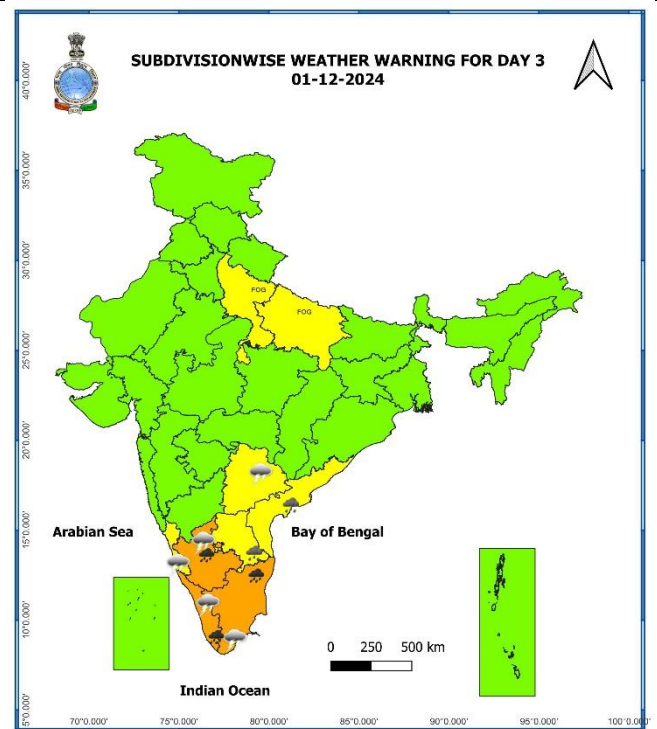 SUBDIVISIONWISE WEATHER WARNING FOR DAY 3
01-12-2024
40°0.000'
35°0.000'
30°0.000'
25°0.000'
20°0.000'
15°0.000'
10°0.000'
5°0.000'
FOG
FOG
Arabian Sea
Bay of Bengal
0 250 500 km
Indian Ocean
70°0.000' 75°0.000' 80°0.000' 85°0.000' 90°0.000' 95°0.000' 100°0.000'